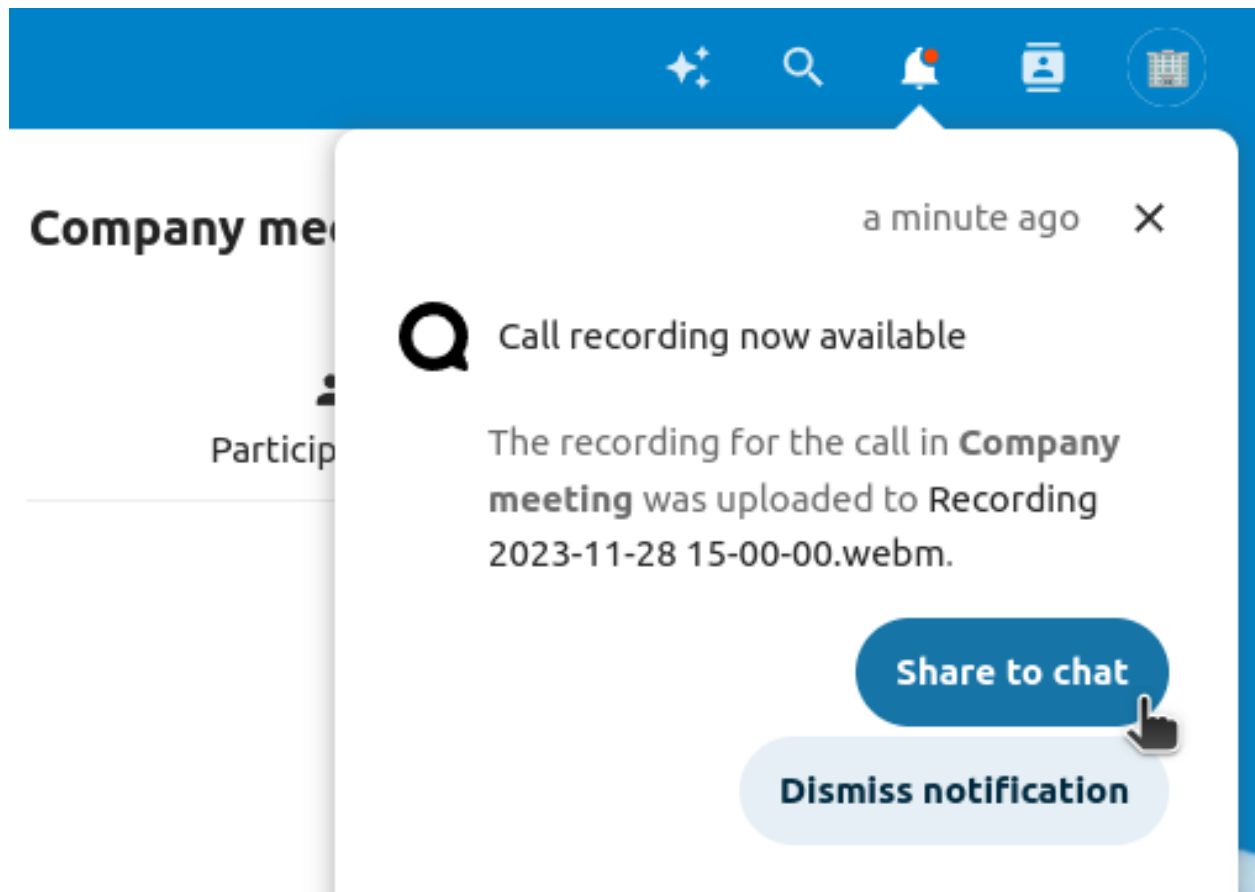 a minute ago
Company mee
Call recording now available
Particip
The recording for the call in Company
meeting was uploaded to Recording
2023-11-28 15-00-00.webm.
Share to chat
Dismiss notification